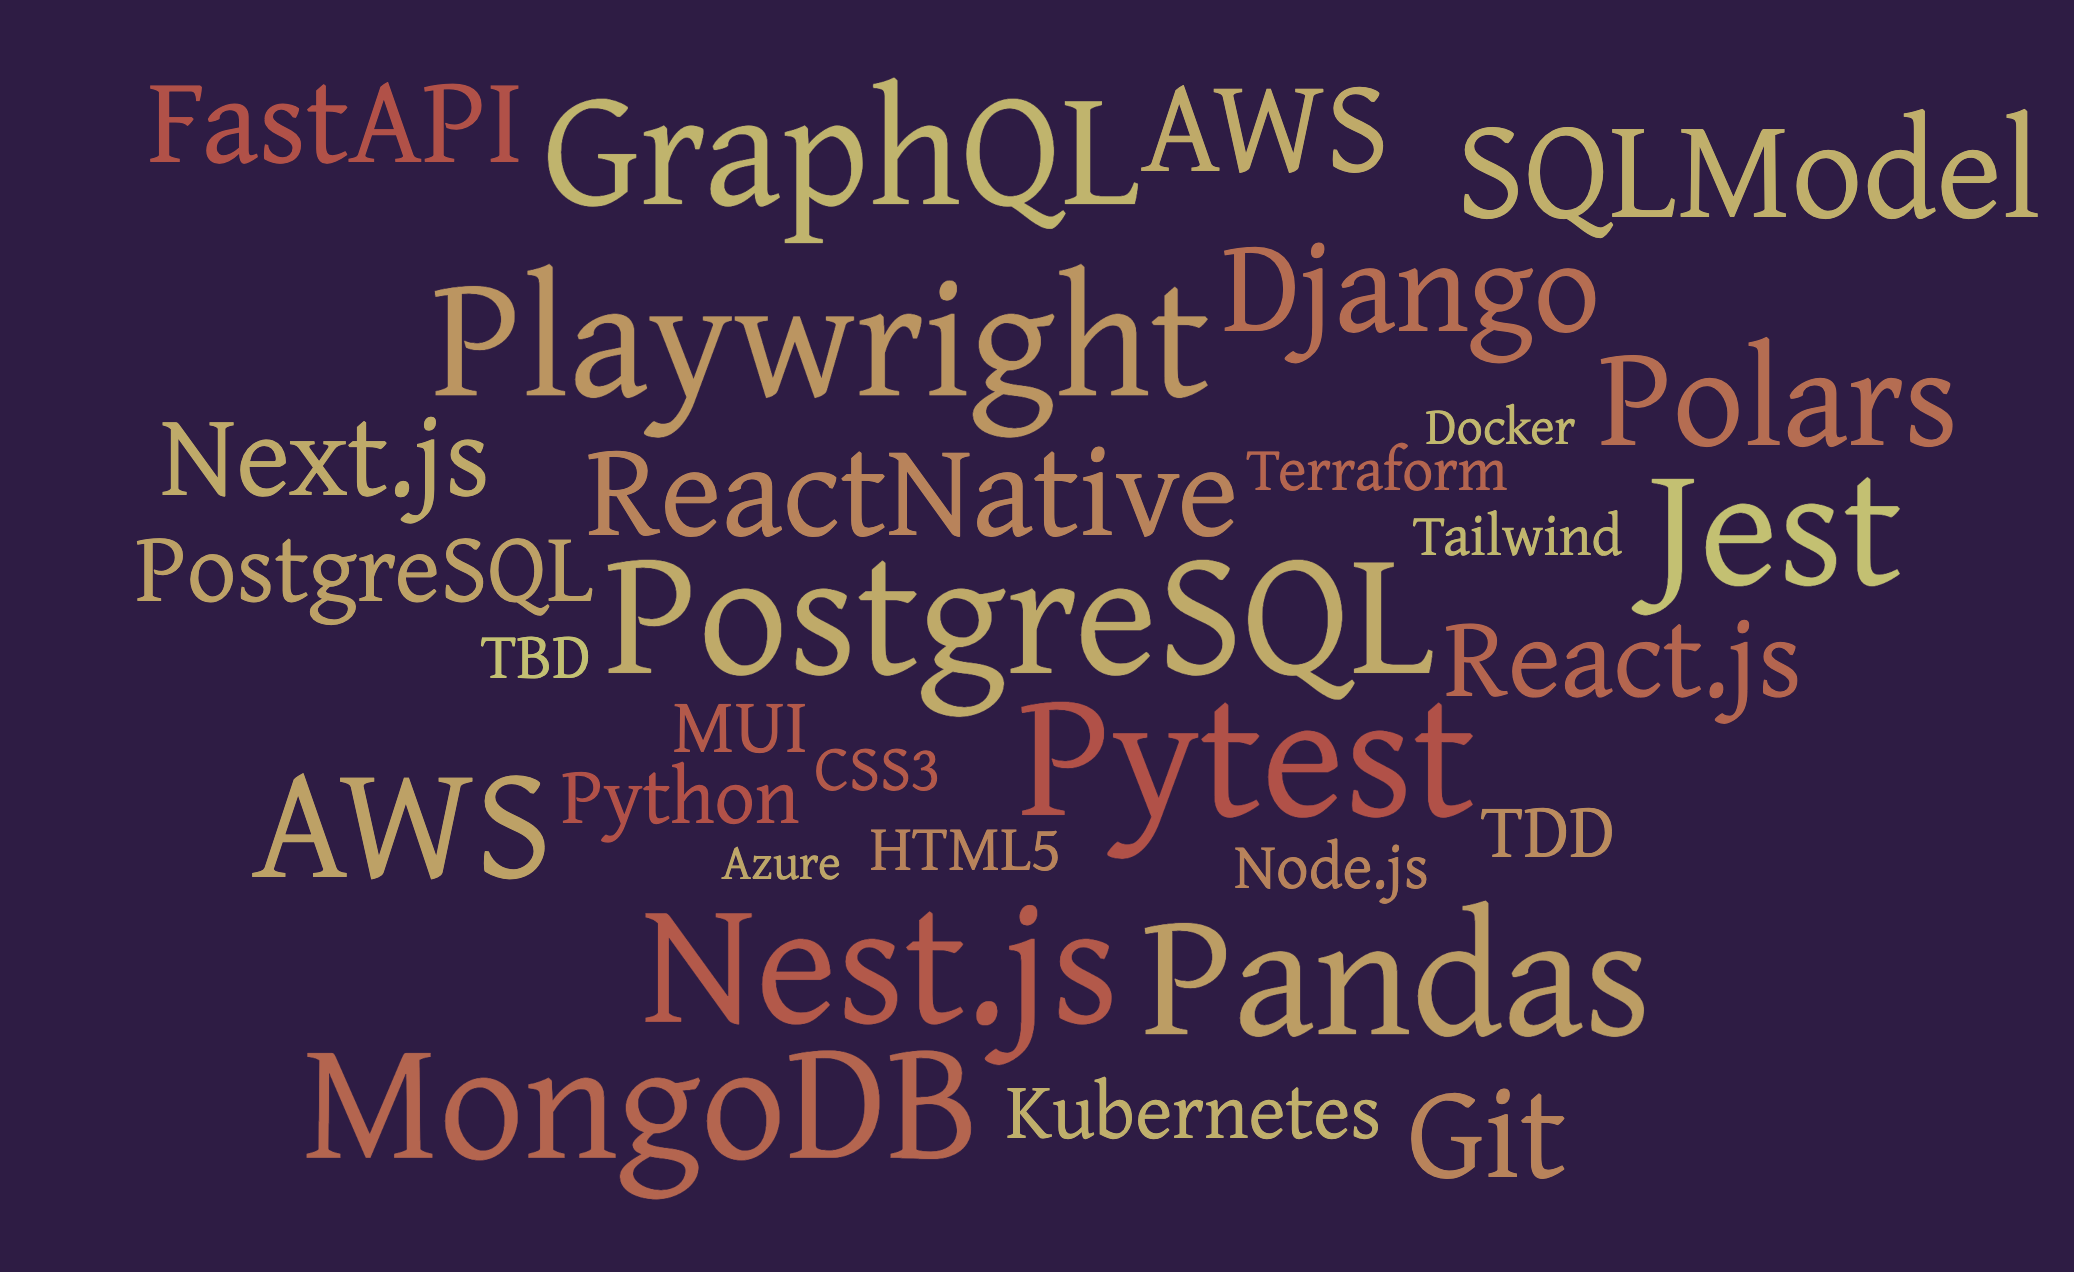 FastAPI GraphQL AWS SQLModel
Playwright Django
Polars
Docker
Next.js ReactNative Terraform
Tailwind Jest
PostgreSQL PostgreSQL
TBD React.js
MUI Pytest
CSS3
AWS Python TDD
Azure HTML5 Node.js
Nest.js Pandas
MongoDB Kubernetes Git